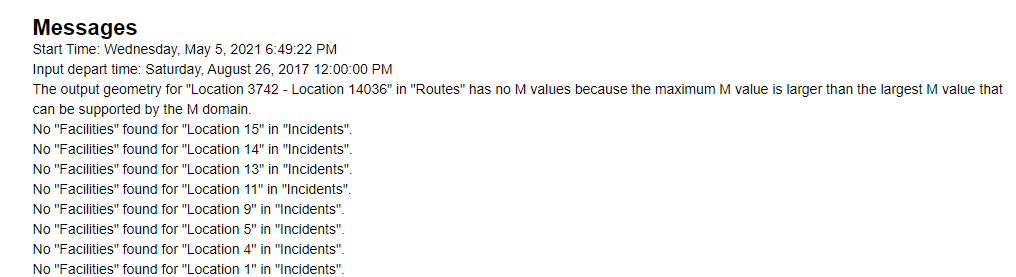 Messages
Start Time: Wednesday, May 5, 2021 6:49:22 PM
Input depart time: Saturday, August 26, 2017 12:00:00 PM
The output geometry for "Location 3742 - Location 14036" in "Routes" has no M values because the maximum M value is larger than the largest M value that
can be supported by the M domain.
No "Facilities" found for "Location 15" in "Incidents".
No "Facilities" found for "Location 14" in "Incidents".
No "Facilities" found for "Location 13" in "Incidents".
No "Facilities" found for "Location 11" in "Incidents".
No "Facilities" found for "Location 9" in "Incidents".
No "Facilities" found for "Location 5" in "Incidents".
No "Facilities" found for "Location 4" in "Incidents".
No "Facilities" found for "Location 1" in "Incidents".